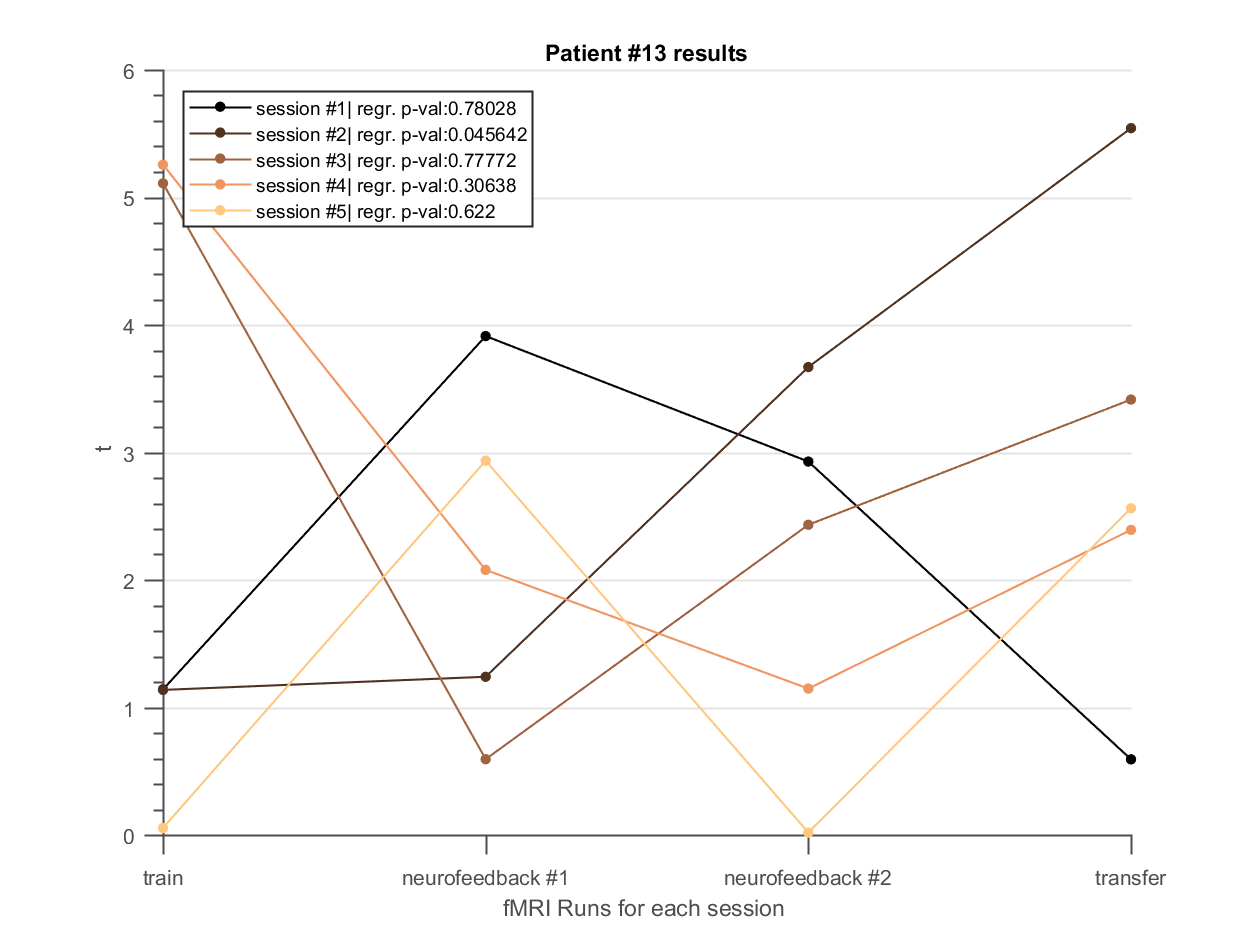 Patient #13 results
6
session #1| regr. p-val:0.78028
session #2| regr. p-val:0.045642
session #3| regr. p-val:0.77772
session #4| regr. p-val:0.30638
session #5| regr. p-val:0.622
5
4
3
t
2
1
0
train neurofeedback #1 neurofeedback #2 transfer
fMRI Runs for each session